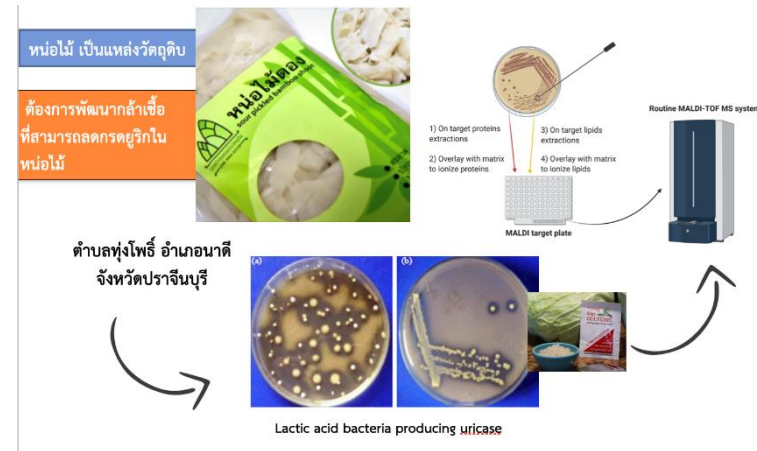 หน่อไม้ เป็นแหล่งวัตถุดิบ
ต้องการพัฒนากล้าเชื้อ
ที่สามารถลดกรดยูริกใน
หน่อไม้
หน่อไม้ดอง
sour pickled bamboo shoot
1) On target proteins
extractions
2) Overlay with matrix
to ionize proteins
3) On target lipids
extractions
4) Overlay with matrix
to ionize lipids
MALDI target plate
Routine MALDI-TOF MS system
ตำบลทุ่งโพธิ์ อำเภอนาดี
จังหวัดปราจีนบุรี
(a)
(b)
CULTURE
Lactic acid bacteria producing uricase